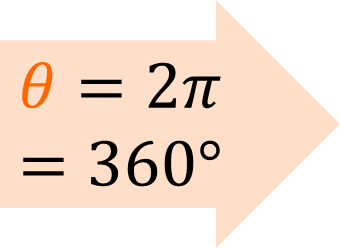 θ = 2π
= 360°